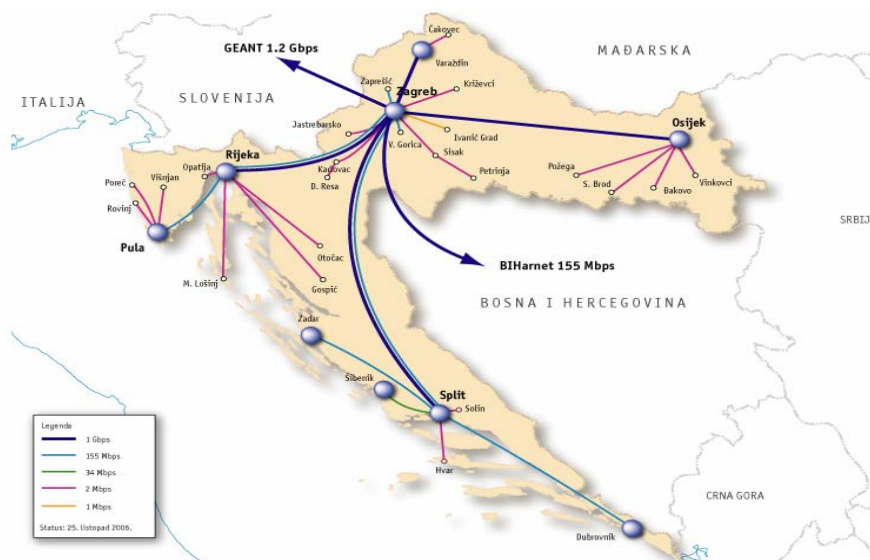 Čakovec
GEANT 1.2 Gbps
MAĐARSKA
Varaždin
Zaprešić
Križevci
Zagreb
ITALIJA
SLOVENIJA
Jastrebarsko
V. Gorica
Ivanić Grad
Osijek
Rijeka
Sisak
Opatija
Karlovac
Petrinja
Požega
Višnjan
D. Resa
S. Brod
Vinkovci
Poreč
Đakovo
Rovinj
SRBIJ
Pula
Otočac
BIHarnet 155 Mbps
M. Lošinj
Gospić
BOSNA I HERCEGOVINA
Zadar
Šibenik
Split
Solin
Legenda
1 Gbps
155 Mbps
34 Mbps
2 Mbps
1 Mbps
Status: 25. listopad 2006.
Hvar
CRNA GORA
Dubrovnik